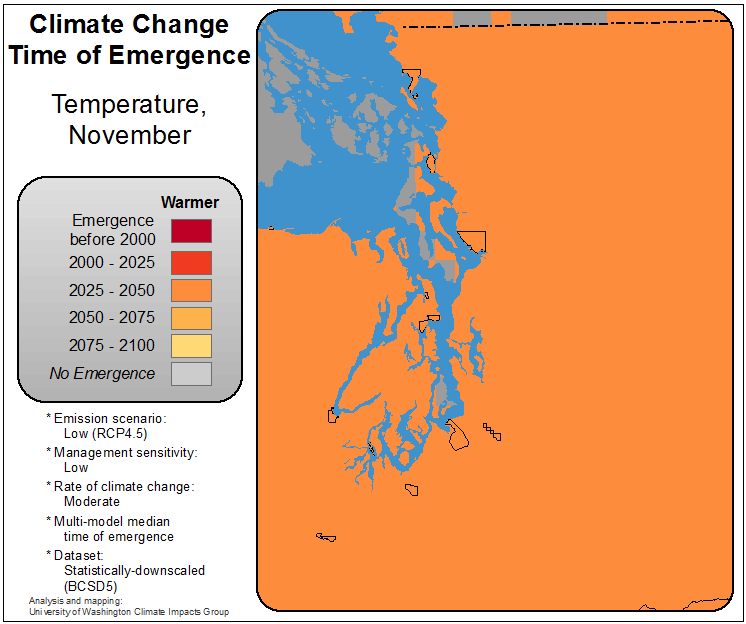 Climate Change
Time of Emergence
Temperature,
November
Warmer
Emergence
before 2000
2000 - 2025
2025 - 2050
2050 - 2075
2075 - 2100
No Emergence
* Emission scenario:
Low (RCP4.5)
* Management sensitivity:
Low
* Rate of climate change:
Moderate
* Multi-model median
time of emergence
* Dataset:
Statistically-downscaled
(BCSD5)
Analysis and mapping:
University of Washington Climate Impacts Group